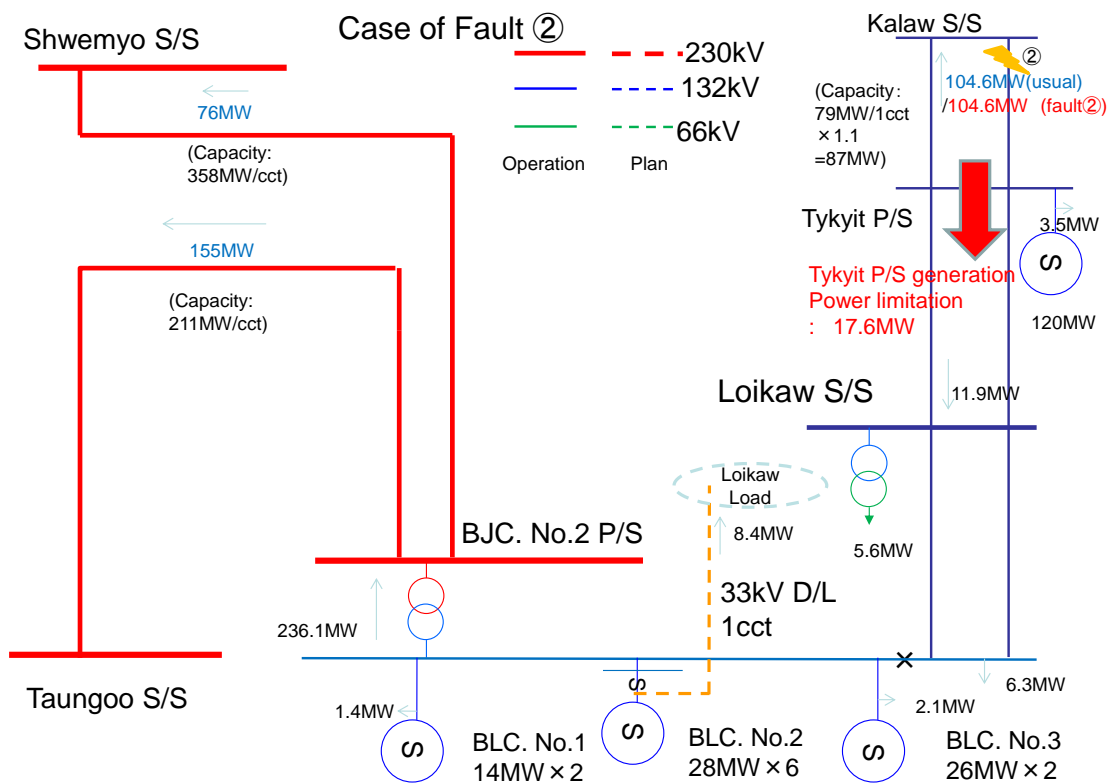 Case of Fault ②
Shwemyo S/S
76MW
(Capacity:
358MW/cct)
155MW
(Capacity:
211MW/cct)
230kV
132kV
66kV
Operation
Plan
Kalaw S/S
②
104.6MW(usual)
/104.6MW (fault②)
(Capacity:
79MW/1cct
×1.1
=87MW)
Tykyit P/S
3.5MW
S
120MW
Tykyit P/S generation
Power limitation
: 17.6MW
11.9MW
Loikaw S/S
Loikaw
Load
8.4MW
5.6MW
BJC. No.2 P/S
33kV D/L
1cct
236.1MW
Taungoo S/S
×
6.3MW
1.4MW
S
BLC. No.1
14MW×2
S
S
BLC. No.2
28MW×6
2.1MW
S
BLC. No.3
26MW×2